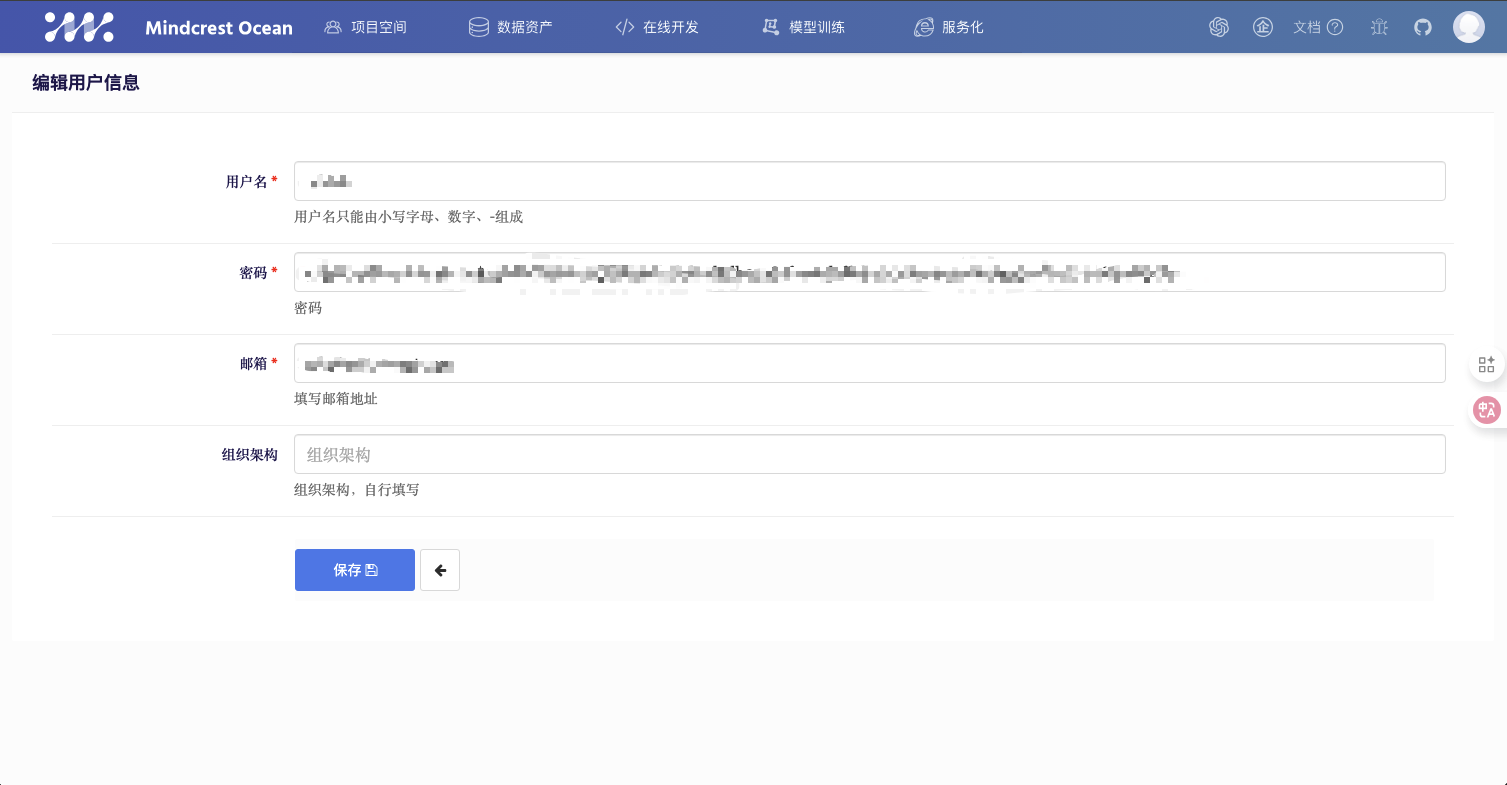 Mindcrest Ocean 项目空间 数据资产 在线开发 模型训练 服务化 企 文档
编辑用户信息
用户名 *
用户名只能由小写字母、数字、-组成
密码 *
密码
邮箱 *
填写邮箱地址
组织架构 组织架构
组织架构，自行填写
保存
中A